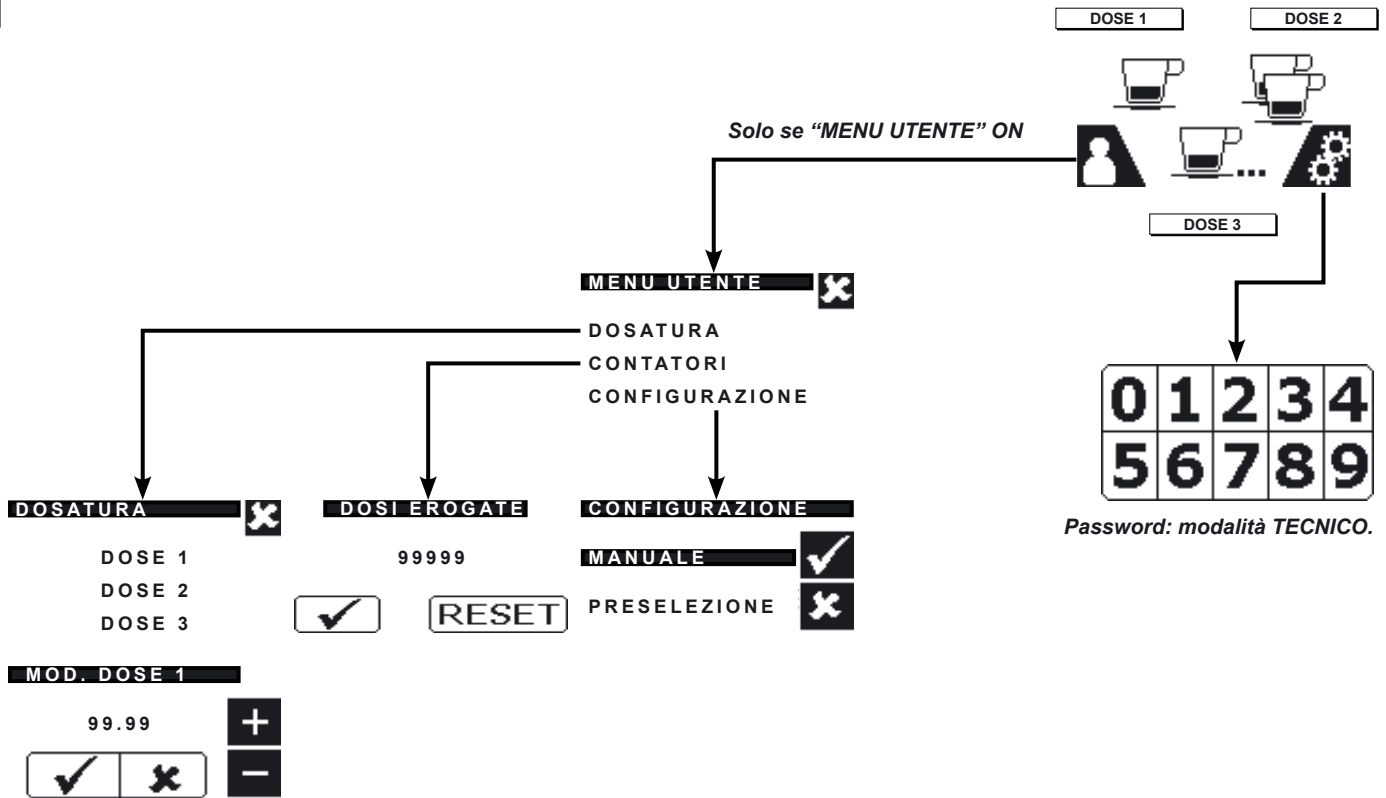 DOSE 1
DOSE 2
Solo se “MENU UTENTE” ON
DOSE 3
MENU UTENTE
DOSATURA
CONTATORI
CONFIGURAZIONE
0 1 2 3 4
5 6 7 8 9
Password: modalità TECNICO.
DOSATURA
DOSE 1
DOSE 2
DOSE 3
DOSI EROGATE
99999
RESET
CONFIGURAZIONE
MANUALE
PRESELEZIONE
MOD. DOSE 1
99.99
+
-